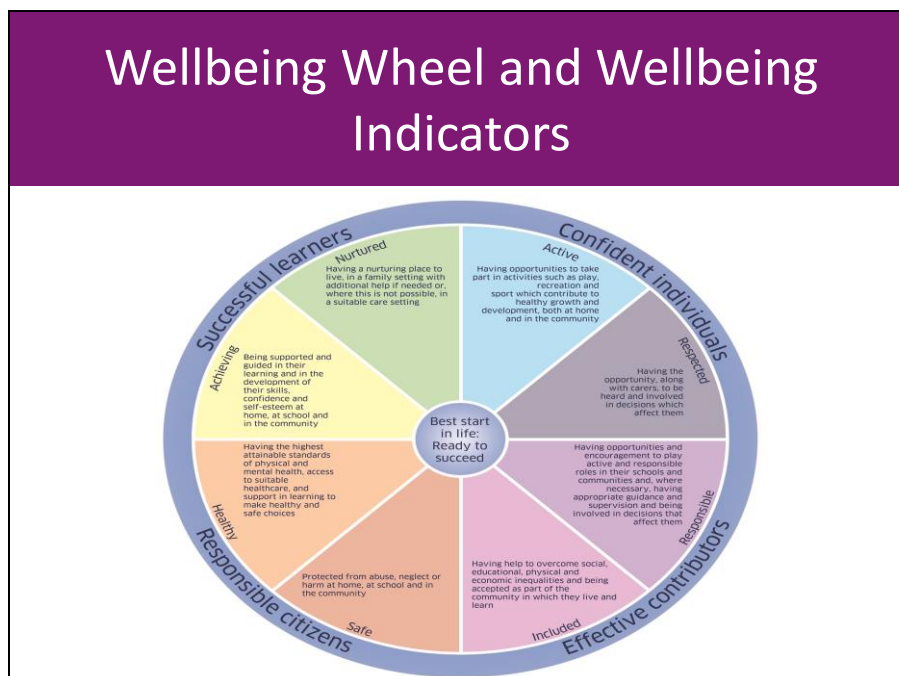 Wellbeing Wheel and Wellbeing
Indicators
Successful learners
Confident individuals
Nurtured
Having a nurturing place to
live, in a family setting with
additional help if needed or,
where this is not possible, in
a suitable care setting
Active
Having opportunities to take
part in activities such as play,
recreation and
sport which contribute to
healthy growth and
development, both at home
and in the community
Achieving
Being supported and
guided in their
learning and in the
development of
their skills,
confidence and
self-esteem at
home, at school and
in the community
Respected
Having the
opportunity, along
with carers, to be
heard and involved
in decisions which
affect them
Best start
in life:
Ready to
succeed
Healthy
Having the highest
attainable standards
of physical and
mental health, access
to suitable
healthcare, and
support in learning to
make healthy and
safe choices
Responsible
Having opportunities and
encouragement to play
active and responsible
roles in their schools and
communities and, where
necessary, having
appropriate guidance and
supervision and being
involved in decisions that
affect them
Protected from abuse, neglect or
harm at home, at school and in
the community
Safe
Having help to overcome social,
educational, physical and
economic inequalities and being
accepted as part of the
community in which they live and
learn
Included
Responsible citizens
Effective contributors